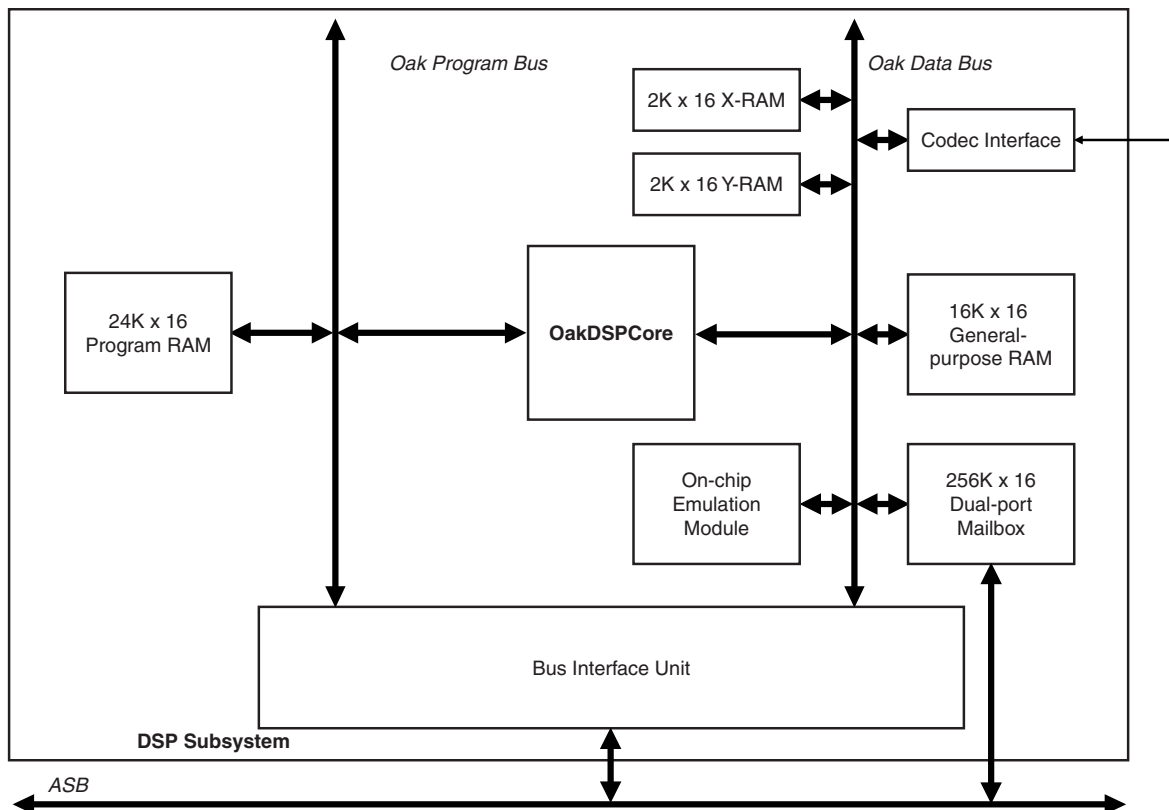 Oak Program Bus
Oak Data Bus
2K x 16 X-RAM
Codec Interface
2K x 16 Y-RAM
24K x 16
Program RAM
OakDSPCore
16K x 16
General-
purpose RAM
On-chip
Emulation
Module
256K x 16
Dual-port
Mailbox
Bus Interface Unit
DSP Subsystem
ASB